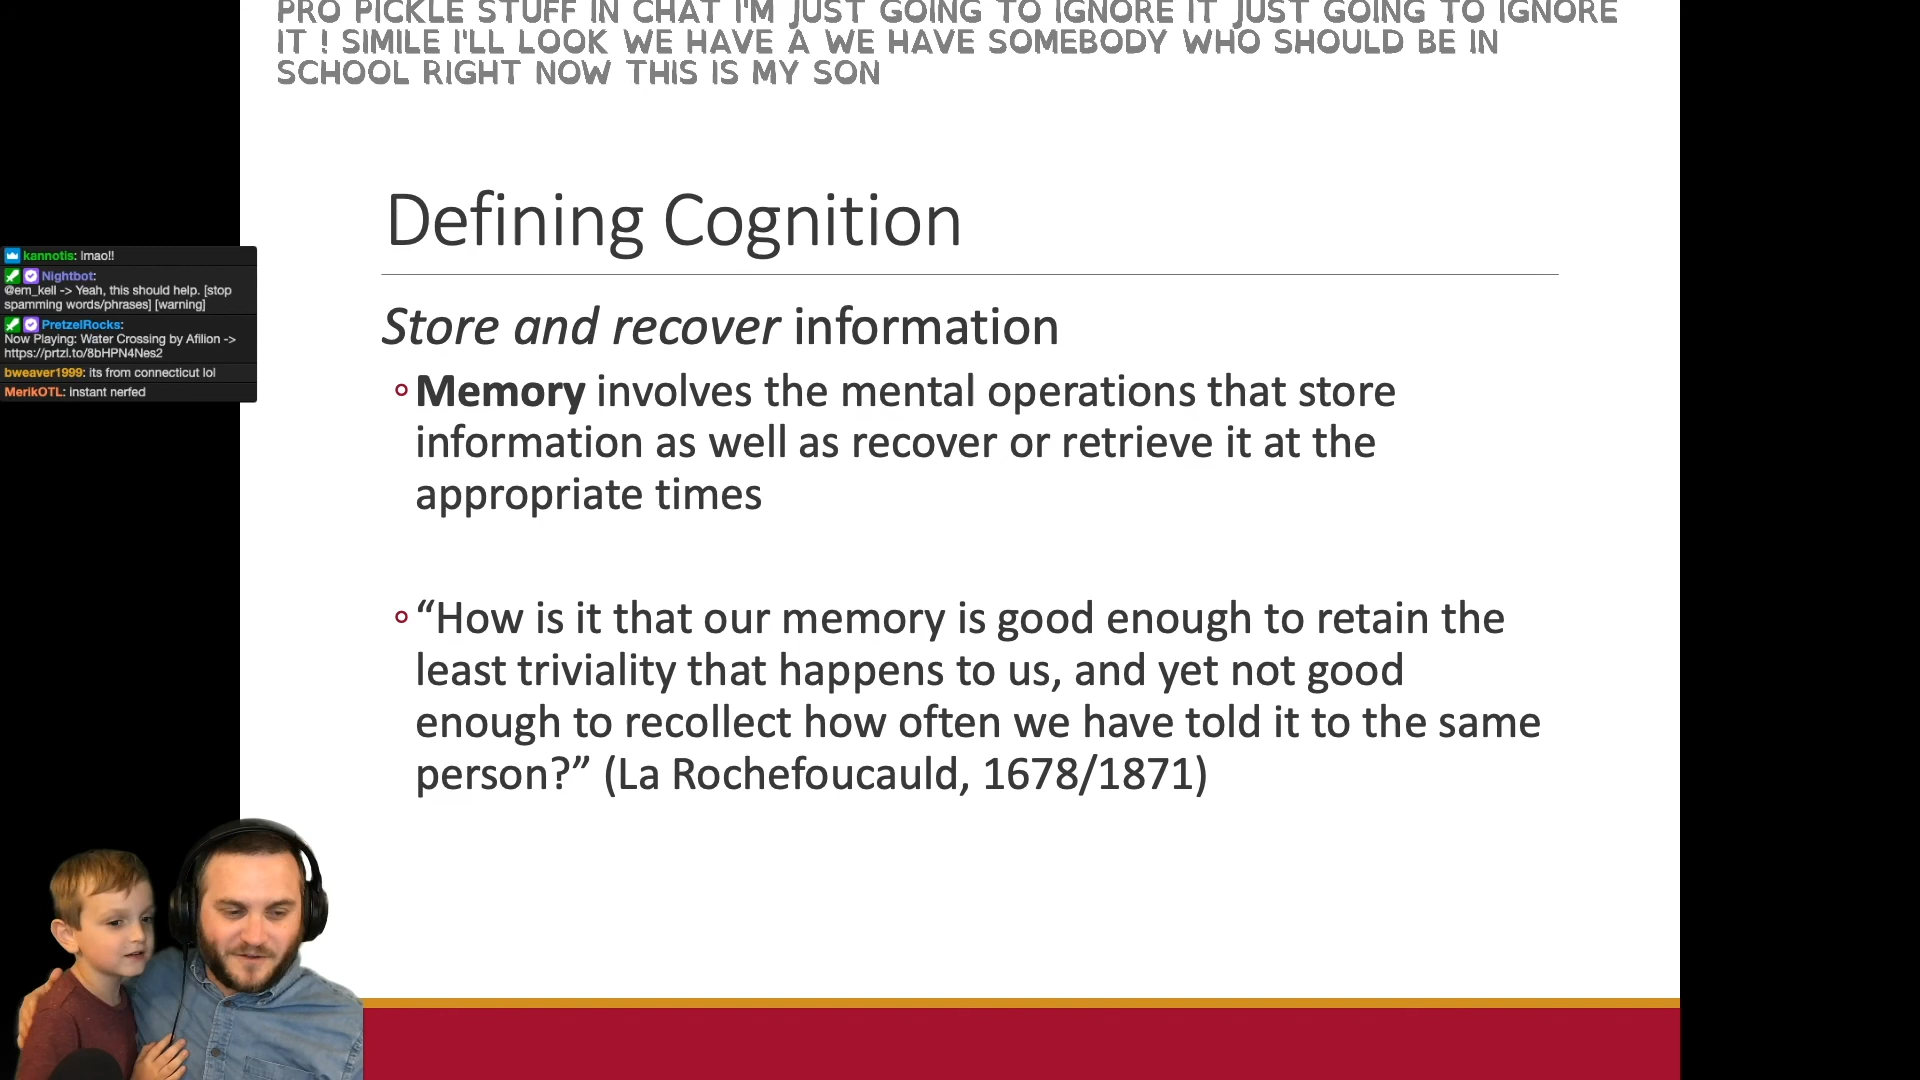 PRO PICKLE STUFF IN CHAT I'M JUST GOING TO IGNORE IT JUST GOING TO IGNORE
IT ! SIMILE I'LL LOOK WE HAVE A WE HAVE SOMEBODY WHO SHOULD BE IN
SCHOOL RIGHT NOW THIS IS MY SON
Defining Cognition
Store and recover information
Memory involves the mental operations that store
information as well as recover or retrieve it at the
appropriate times
“How is it that our memory is good enough to retain the
least triviality that happens to us, and yet not good
enough to recollect how often we have told it to the same
person?” (La Rochefoucauld, 1678/1871)
kannotis: lmao!!
Nightbot:
@em_kell -> Yeah, this should help. [stop
spamming words/phrases] [warning]
PretzelRocks:
Now Playing: Water Crossing by Afilion ->
https://prtzl.to/8bHPN4Nes2
bweaver1999: its from connecticut lol
MerikOTL: instant nerfed